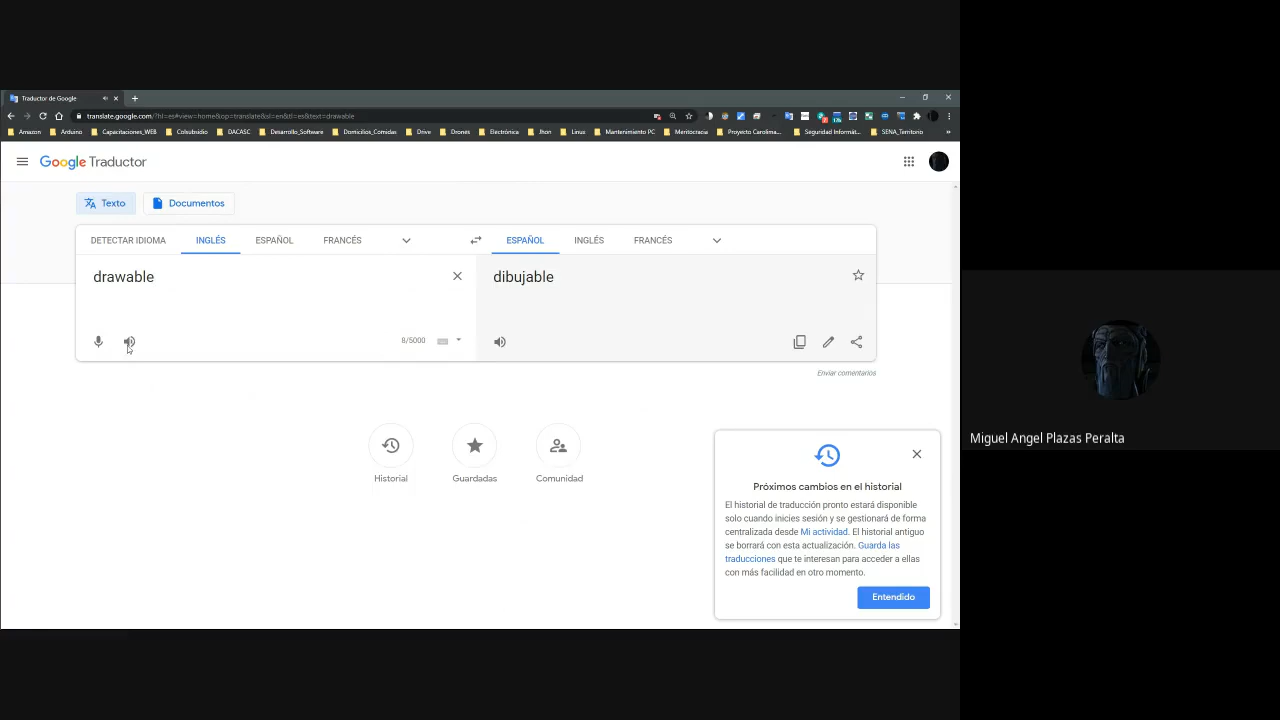 Traductor de Google
translate.google.com/?hl=es#view=home&op=translate&sl=en&tl=es&text=drawable
Amazon Arduino Capacitaciones_WEB Colsubsidio DACASC Desarrollo_Software Domicilios_Comidas Drive Drones Electrónica Jhon Linux Mantenimiento PC Meritocracia Proyecto Carolima... Seguridad Informát... SENA_Territorio »
Google Traductor
Texto Documentos
DETECTAR IDIOMA INGLÉS ESPAÑOL FRANCÉS ESPAÑOL INGLÉS FRANCÉS
drawable dibujable
8/5000
Enviar comentarios
Historial Guardadas Comunidad
Próximos cambios en el historial
El historial de traducción pronto estará disponible
solo cuando inicies sesión y se gestionará de forma
centralizada desde Mi actividad. El historial antiguo
se borrará con esta actualización. Guarda las
traducciones que te interesan para acceder a ellas
con más facilidad en otro momento.
Entendido
Miguel Angel Plazas Peralta